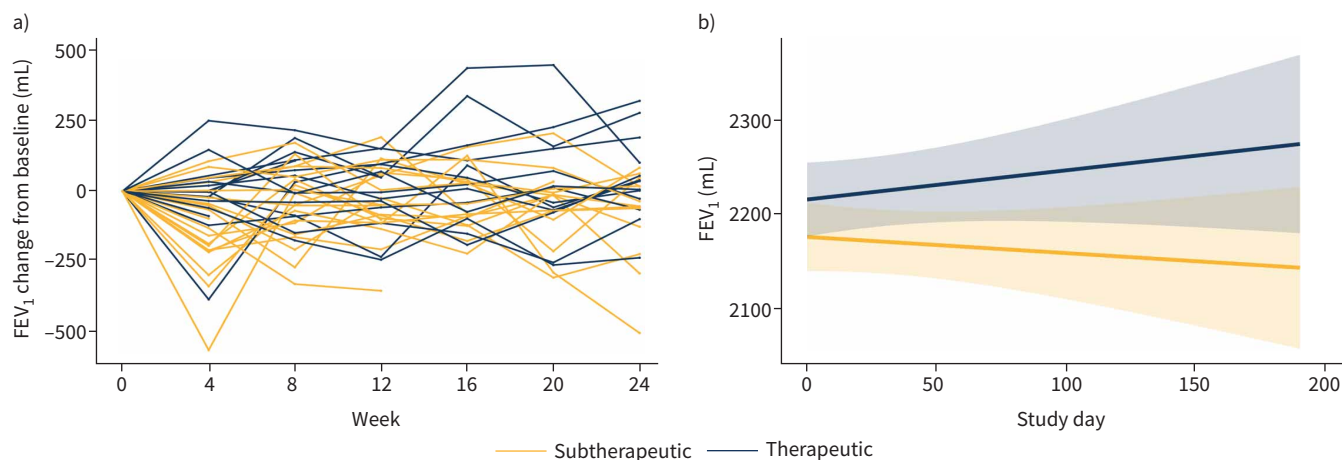 a)
FEV1 change from baseline (mL)
500
250
0
–250
–500
0 4 8 12 16 20 24
Week
b)
FEV1 (mL)
2300
2200
2100
0 50 100 150 200
Study day
Subtherapeutic Therapeutic